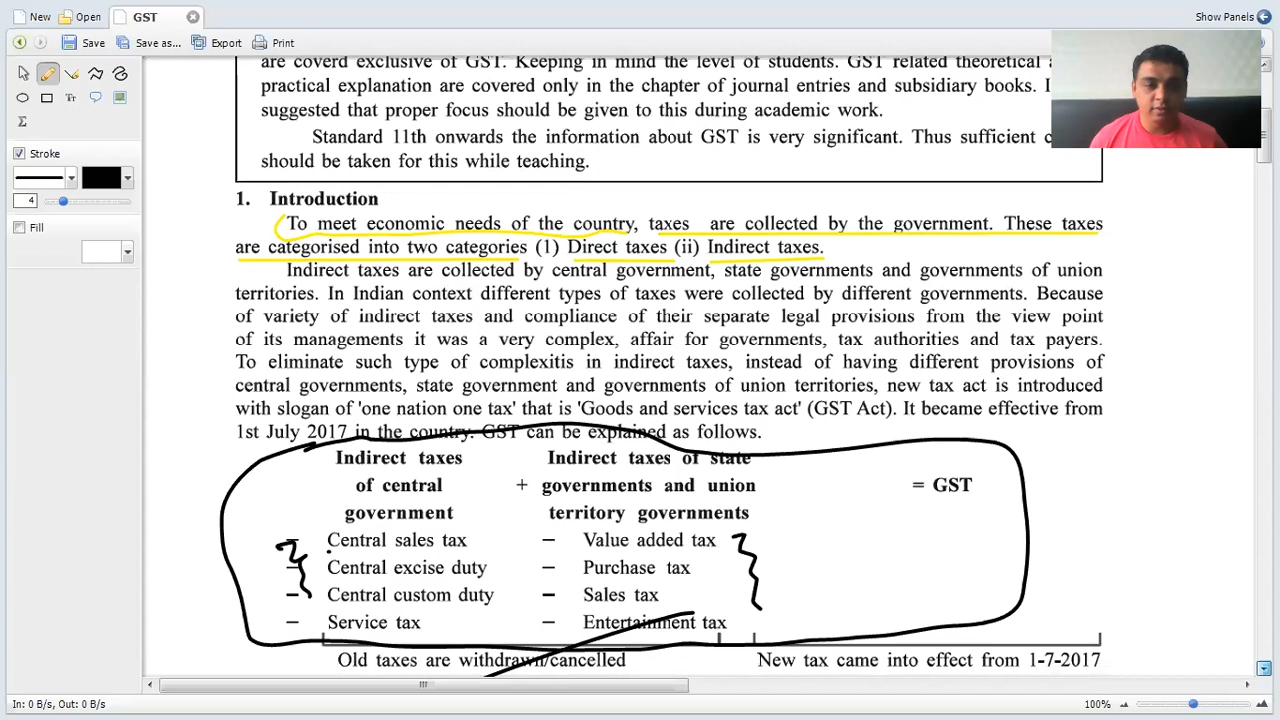 New Open GST Show Panels
Save Save as... Export Print
are coverd exclusive of GST. Keeping in mind the level of students. GST related theoretical
practical explanation are covered only in the chapter of journal entries and subsidiary books.
suggested that proper focus should be given to this during academic work.
Standard 11th onwards the information about GST is very significant. Thus sufficient
should be taken for this while teaching.
1. Introduction
To meet economic needs of the country, taxes are collected by the government. These taxes
are categorised into two categories (1) Direct taxes (ii) Indirect taxes.
Indirect taxes are collected by central government, state governments and governments of union
territories. In Indian context different types of taxes were collected by different governments. Because
of variety of indirect taxes and compliance of their separate legal provisions from the view point
of its managements it was a very complex, affair for governments, tax authorities and tax payers.
To eliminate such type of complexitis in indirect taxes, instead of having different provisions of
central governments, state government and governments of union territories, new tax act is introduced
with slogan of 'one nation one tax' that is 'Goods and services tax act' (GST Act). It became effective from
1st July 2017 in the country. GST can be explained as follows.
Indirect taxes Indirect taxes of state
of central + governments and union = GST
government territory governments
– Central sales tax – Value added tax
– Central excise duty – Purchase tax
– Central custom duty – Sales tax
– Service tax – Entertainment tax
Old taxes are withdrawn/cancelled New tax came into effect from 1-7-2017
Stroke
4
Fill
In: 0 B/s, Out: 0 B/s 100%